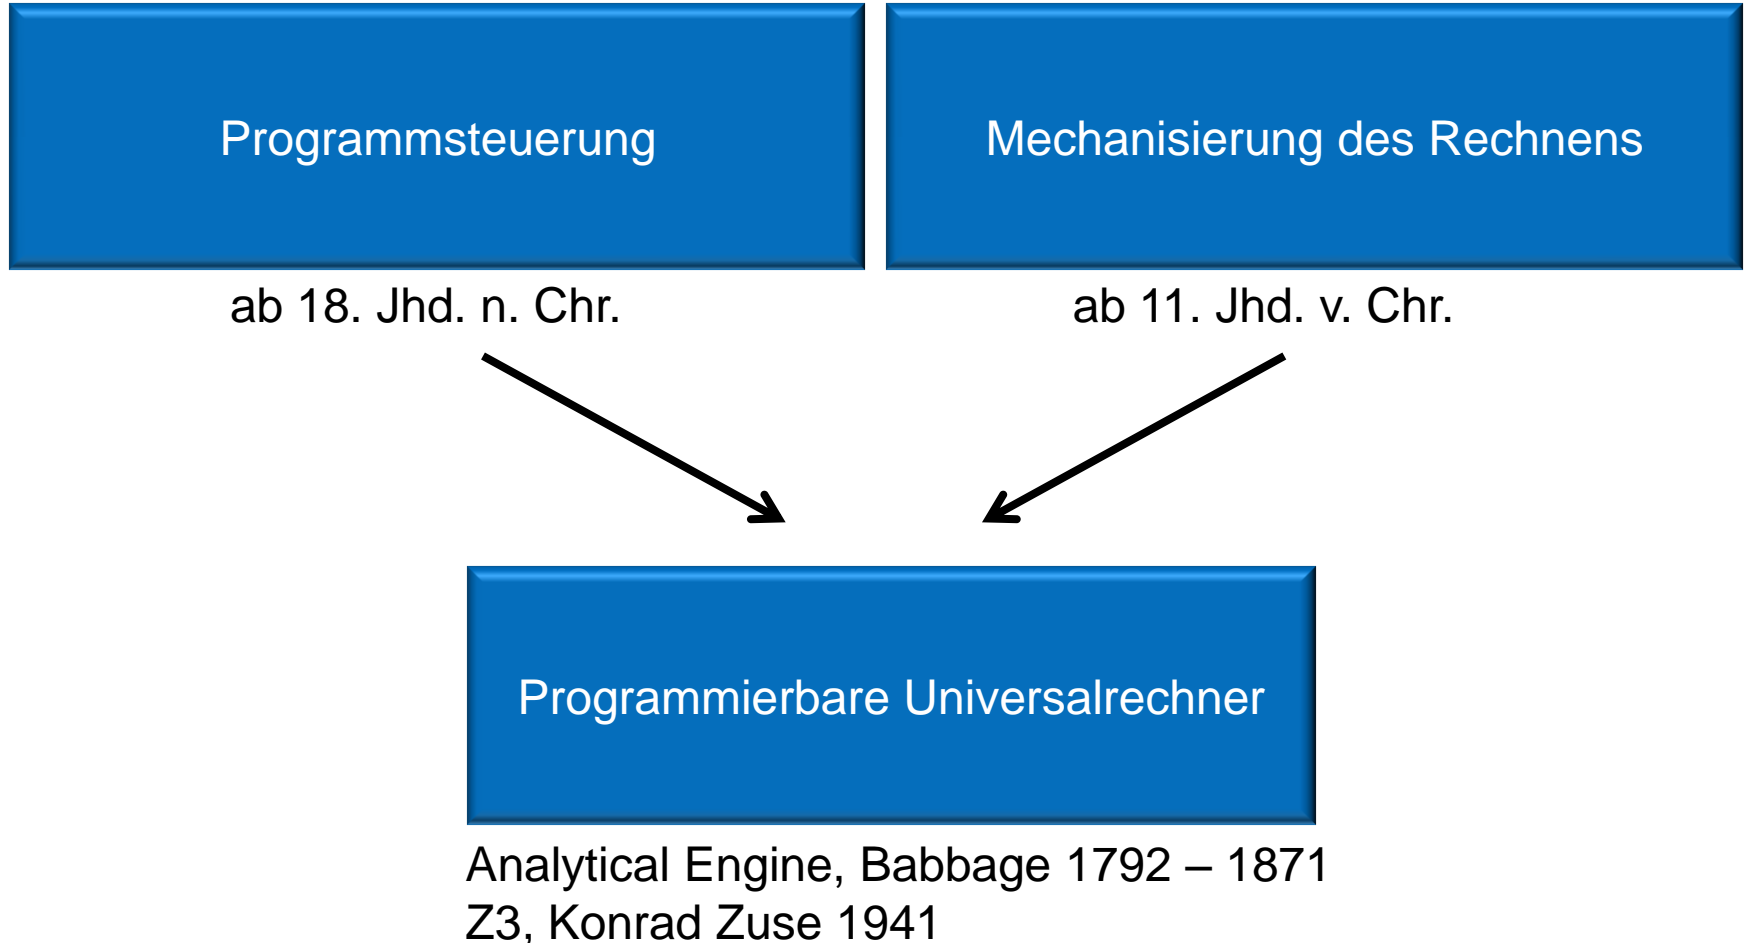 Programmsteuerung
Mechanisierung des Rechnens
ab 18. Jhd. n. Chr.
ab 11. Jhd. v. Chr.
Programmierbare Universalrechner
Analytical Engine, Babbage 1792 – 1871
Z3, Konrad Zuse 1941